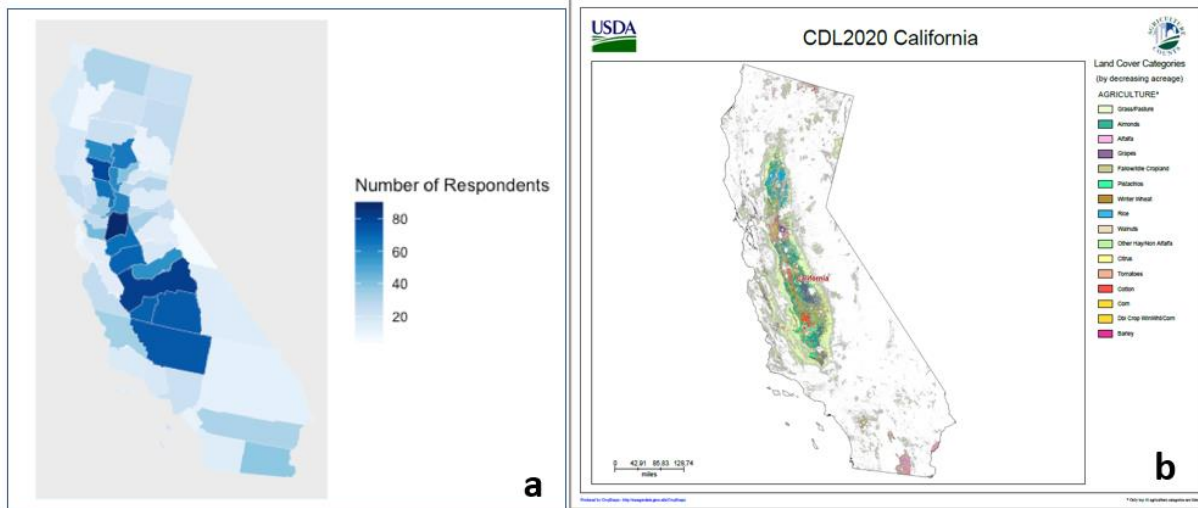 Number of Respondents
80
60
40
20
a
USDA
CDL2020 California
AGRICULTURE
COUNTS
Land Cover Categories
(by decreasing acreage)
AGRICULTURE*
Grass/Pasture
Almonds
Alfalfa
Grapes
Fallow/Idle Cropland
Pistachios
Winter Wheat
Rice
Walnuts
Other Hay/Non Alfalfa
Citrus
Tomatoes
Cotton
Corn
Dbl Crop WinWht/Corn
Barley
California
0 42.91 85.83 128.74
miles
b